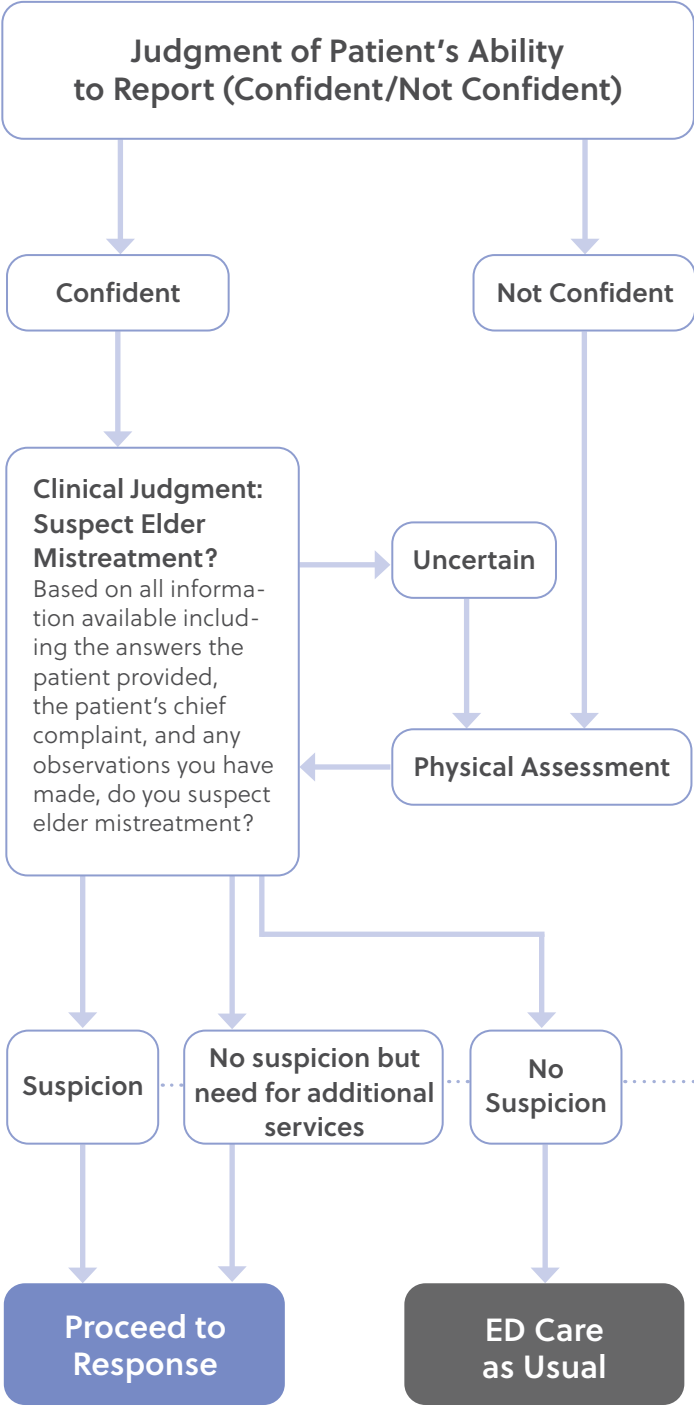 Judgment of Patient's Ability
to Report (Confident/Not Confident)
Confident
Not Confident
Clinical Judgment:
Suspect Elder
Mistreatment?
Based on all informa-
tion available includ-
ing the answers the
patient provided,
the patient's chief
complaint, and any
observations you have
made, do you suspect
elder mistreatment?
Uncertain
Physical Assessment
Suspicion
No suspicion but
need for additional
services
No
Suspicion
Proceed to
Response
ED Care
as Usual